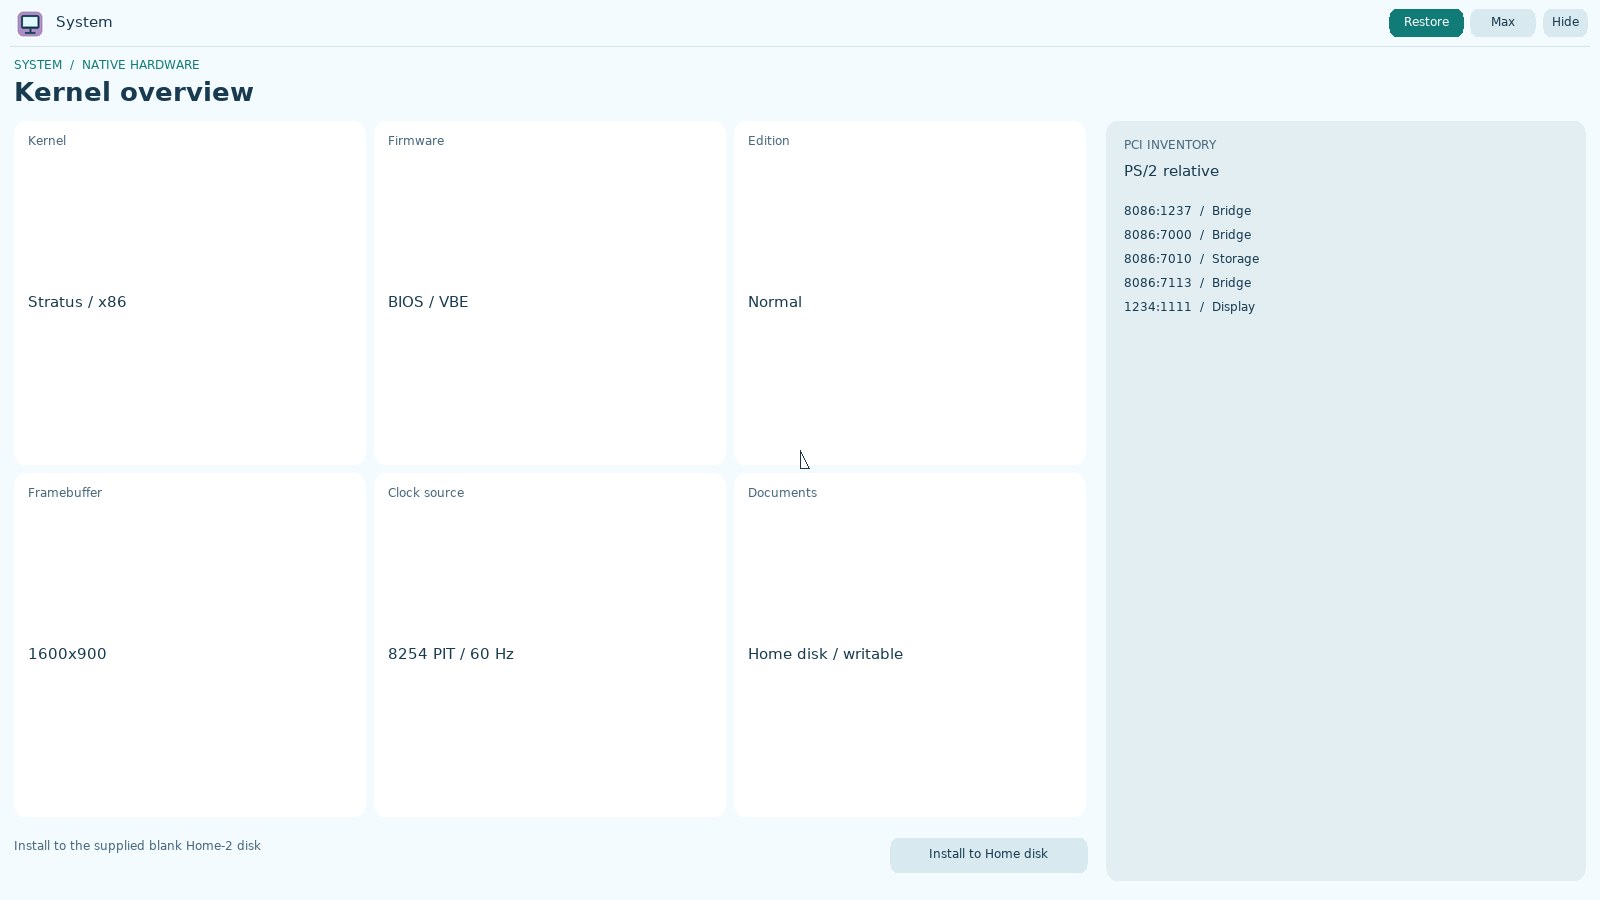 System
Restore
Max
Hide
SYSTEM / NATIVE HARDWARE
Kernel overview
Kernel
Stratus / x86
Firmware
BIOS / VBE
Edition
Normal
Framebuffer
1600x900
Clock source
8254 PIT / 60 Hz
Documents
Home disk / writable
PCI INVENTORY
PS/2 relative
8086:1237 / Bridge
8086:7000 / Bridge
8086:7010 / Storage
8086:7113 / Bridge
1234:1111 / Display
Install to the supplied blank Home-2 disk
Install to Home disk